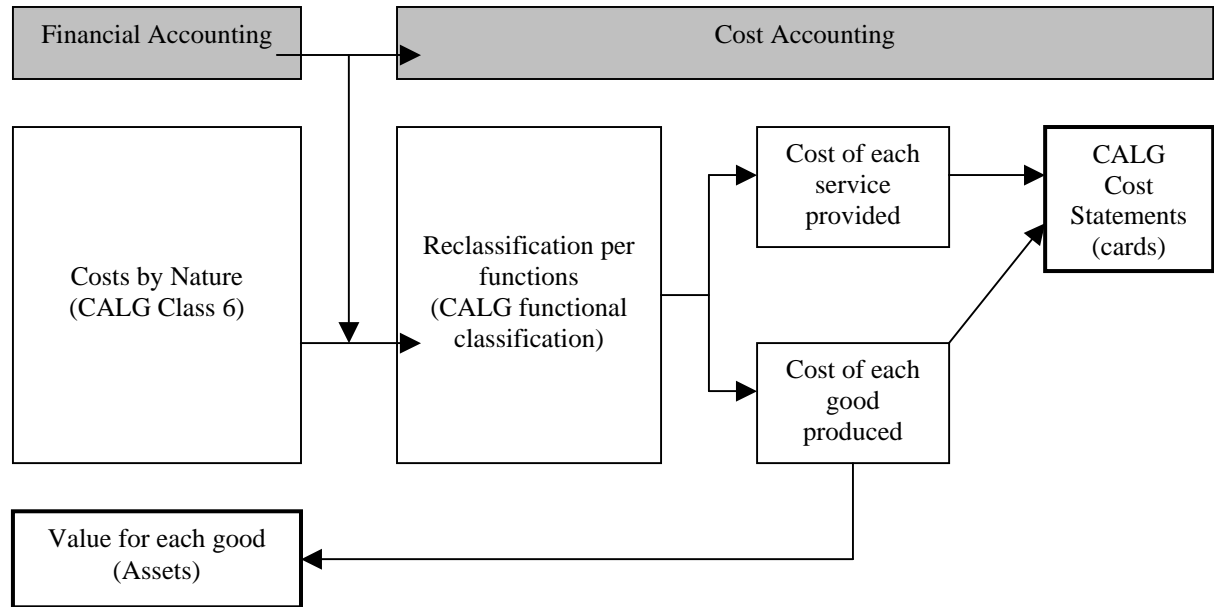 Financial Accounting
Cost Accounting
Costs by Nature
(CALG Class 6)
Reclassification per
functions
(CALG functional
classification)
Cost of each
service
provided
CALG
Cost
Statements
(cards)
Cost of each
good
produced
Value for each good
(Assets)